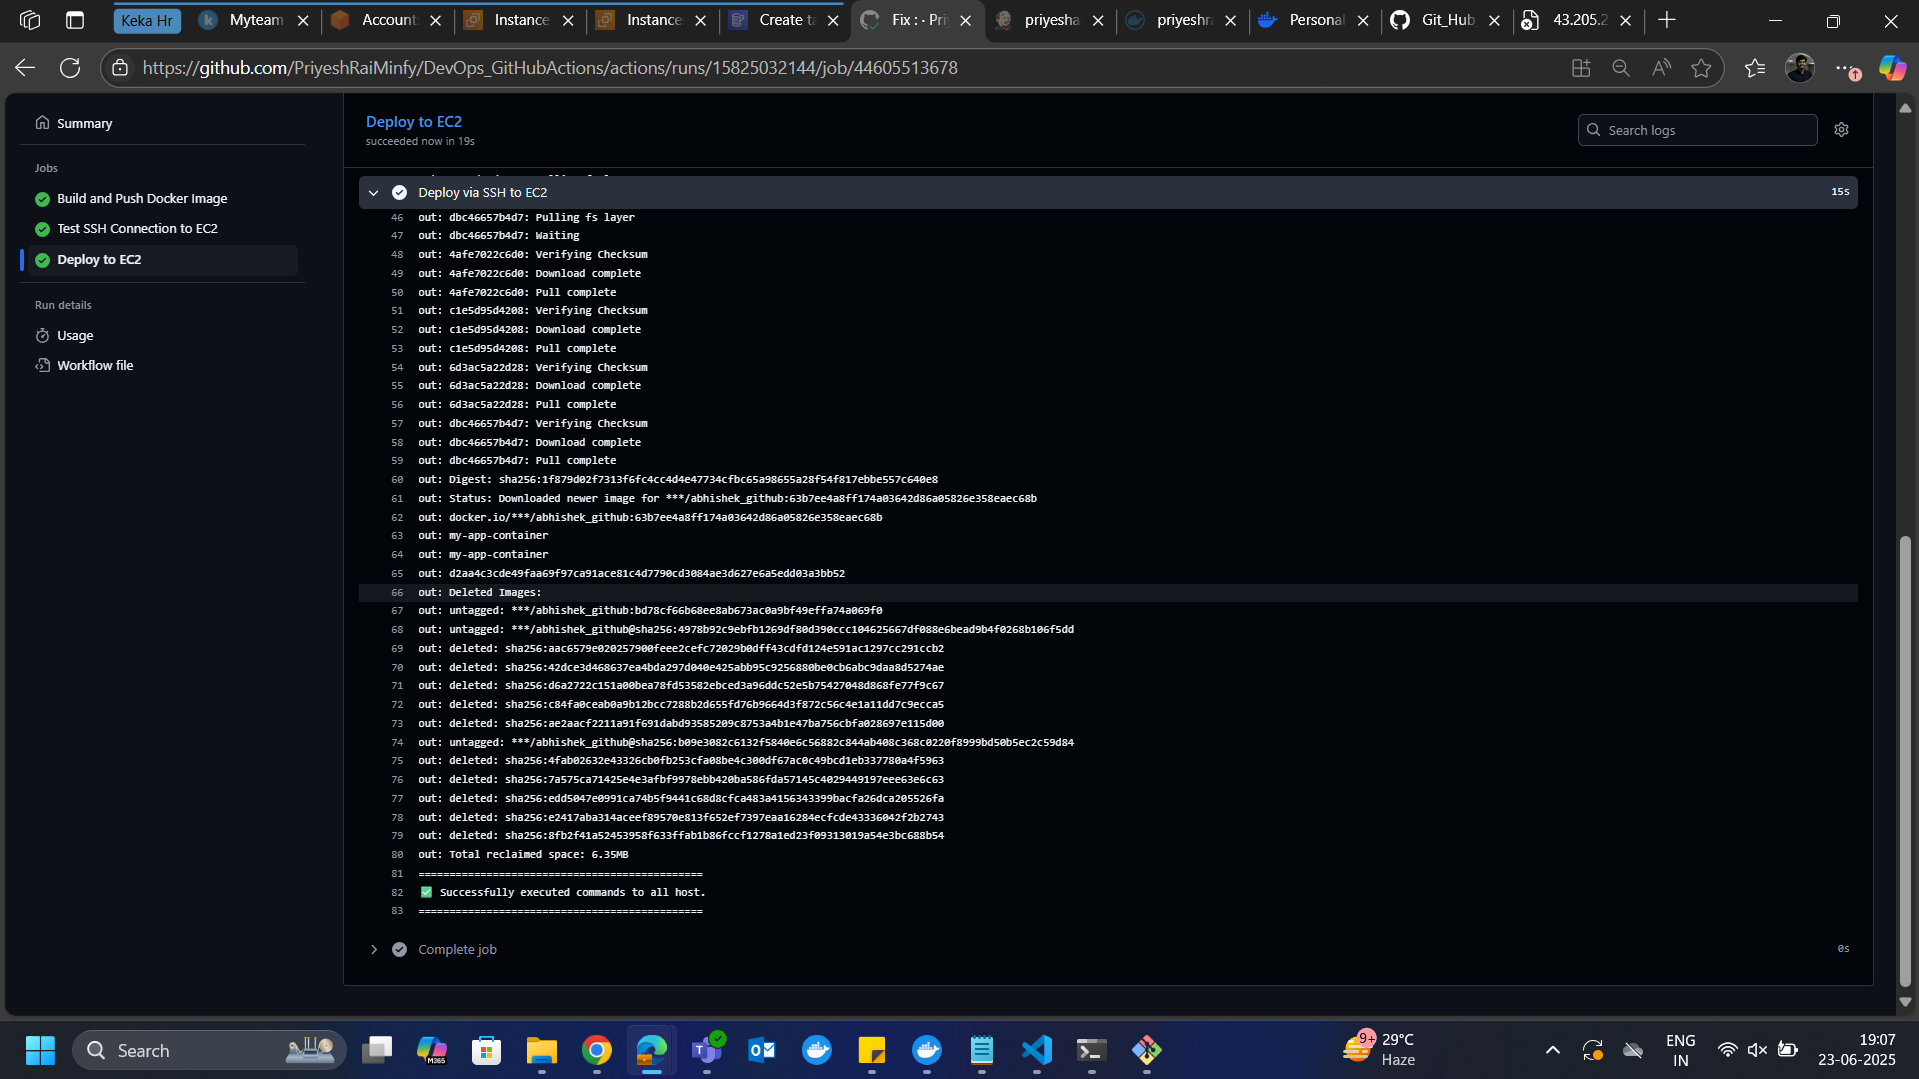 Keka Hr
Myteam
Account
Instance
Instance
Create ta
Fix : · Pri
priyesha
priyeshra
Personal
Git_Hub
43.205.2
https://github.com/PriyeshRaiMinfy/DevOps_GitHubActions/actions/runs/15825032144/job/44605513678
Summary
Jobs
Build and Push Docker Image
Test SSH Connection to EC2
Deploy to EC2
Run details
Usage
Workflow file
Deploy to EC2
succeeded now in 19s
Search logs
Deploy via SSH to EC2 15s
46 out: dbc46657b4d7: Pulling fs layer
47 out: dbc46657b4d7: Waiting
48 out: 4afe7022c6d0: Verifying Checksum
49 out: 4afe7022c6d0: Download complete
50 out: 4afe7022c6d0: Pull complete
51 out: c1e5d95d4208: Verifying Checksum
52 out: c1e5d95d4208: Download complete
53 out: c1e5d95d4208: Pull complete
54 out: 6d3ac5a22d28: Verifying Checksum
55 out: 6d3ac5a22d28: Download complete
56 out: 6d3ac5a22d28: Pull complete
57 out: dbc46657b4d7: Verifying Checksum
58 out: dbc46657b4d7: Download complete
59 out: dbc46657b4d7: Pull complete
60 out: Digest: sha256:1f879d02f7313f6fc4cc4d4e47734cfbc65a98655a28f54f817ebbe557c640e8
61 out: Status: Downloaded newer image for ***/abhishek_github:63b7ee4a8ff174a03642d86a05826e358eaec68b
62 out: docker.io/***/abhishek_github:63b7ee4a8ff174a03642d86a05826e358eaec68b
63 out: my-app-container
64 out: my-app-container
65 out: d2aa4c3cde49faa69f97ca91ace81c4d7790cd3084ae3d627e6a5edd03a3bb52
66 out: Deleted Images:
67 out: untagged: ***/abhishek_github:bd78cf66b68ee8ab673ac0a9bf49effa74a069f0
68 out: untagged: ***/abhishek_github@sha256:4978b92c9ebfb1269df80d390ccc104625667df088e6bead9b4f0268b106f5dd
69 out: deleted: sha256:aac6579e020257900feee2cefc72029b0dff43cdfd124e591ac1297cc291ccb2
70 out: deleted: sha256:42dce3d468637ea4bda297d040e425abb95c9256880be0cb6abc9daa8d5274ae
71 out: deleted: sha256:d6a2722c151a00bea78fd53582ebced3a96ddc52e5b75427048d868fe77f9c67
72 out: deleted: sha256:c84fa0ceab0a9b12bcc7288b2d655fd76b9664d3f872c56c4e1a11dd7c9ecca5
73 out: deleted: sha256:ae2aacf2211a91f691dabd93585209c8753a4b1e47ba756cbfa028697e115d00
74 out: untagged: ***/abhishek_github@sha256:b09e3082c6132f5840e6c56882c844ab408c368c0220f8999bd50b5ec2c59d84
75 out: deleted: sha256:4fab02632e43326cb0fb253cfa08be4c300df67ac0c49bcd1eb337780a4f5963
76 out: deleted: sha256:7a575ca71425e4e3afbf9978ebb420ba586fda57145c4029449197eee63e6c63
77 out: deleted: sha256:edd5047e0991ca74b5f9441c68d8cfca483a4156343399bacfa26dca205526fa
78 out: deleted: sha256:e2417aba314aceef89570e813f652ef7397eaa16284ecfcde43336042f2b2743
79 out: deleted: sha256:8fb2f41a52453958f633ffab1b86fccf1278a1ed23f09313019a54e3bc688b54
80 out: Total reclaimed space: 6.35MB
81 ==============================================
82 ✅ Successfully executed commands to all host.
83 ==============================================
Complete job 0s
Search
M365
9+
29°C
Haze
ENG
IN
19:07
23-06-2025